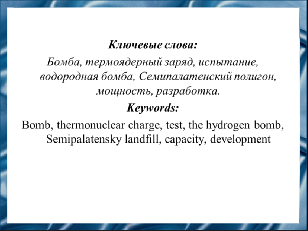 Ключевые слова:
Бомба, термоядерный заряд, испытание,
водородная бомба, Семипалатенский полигон,
мощность, разработка.
Keywords:
Bomb, thermonuclear charge, test, the hydrogen bomb,
Semipalatensky landfill, capacity, development